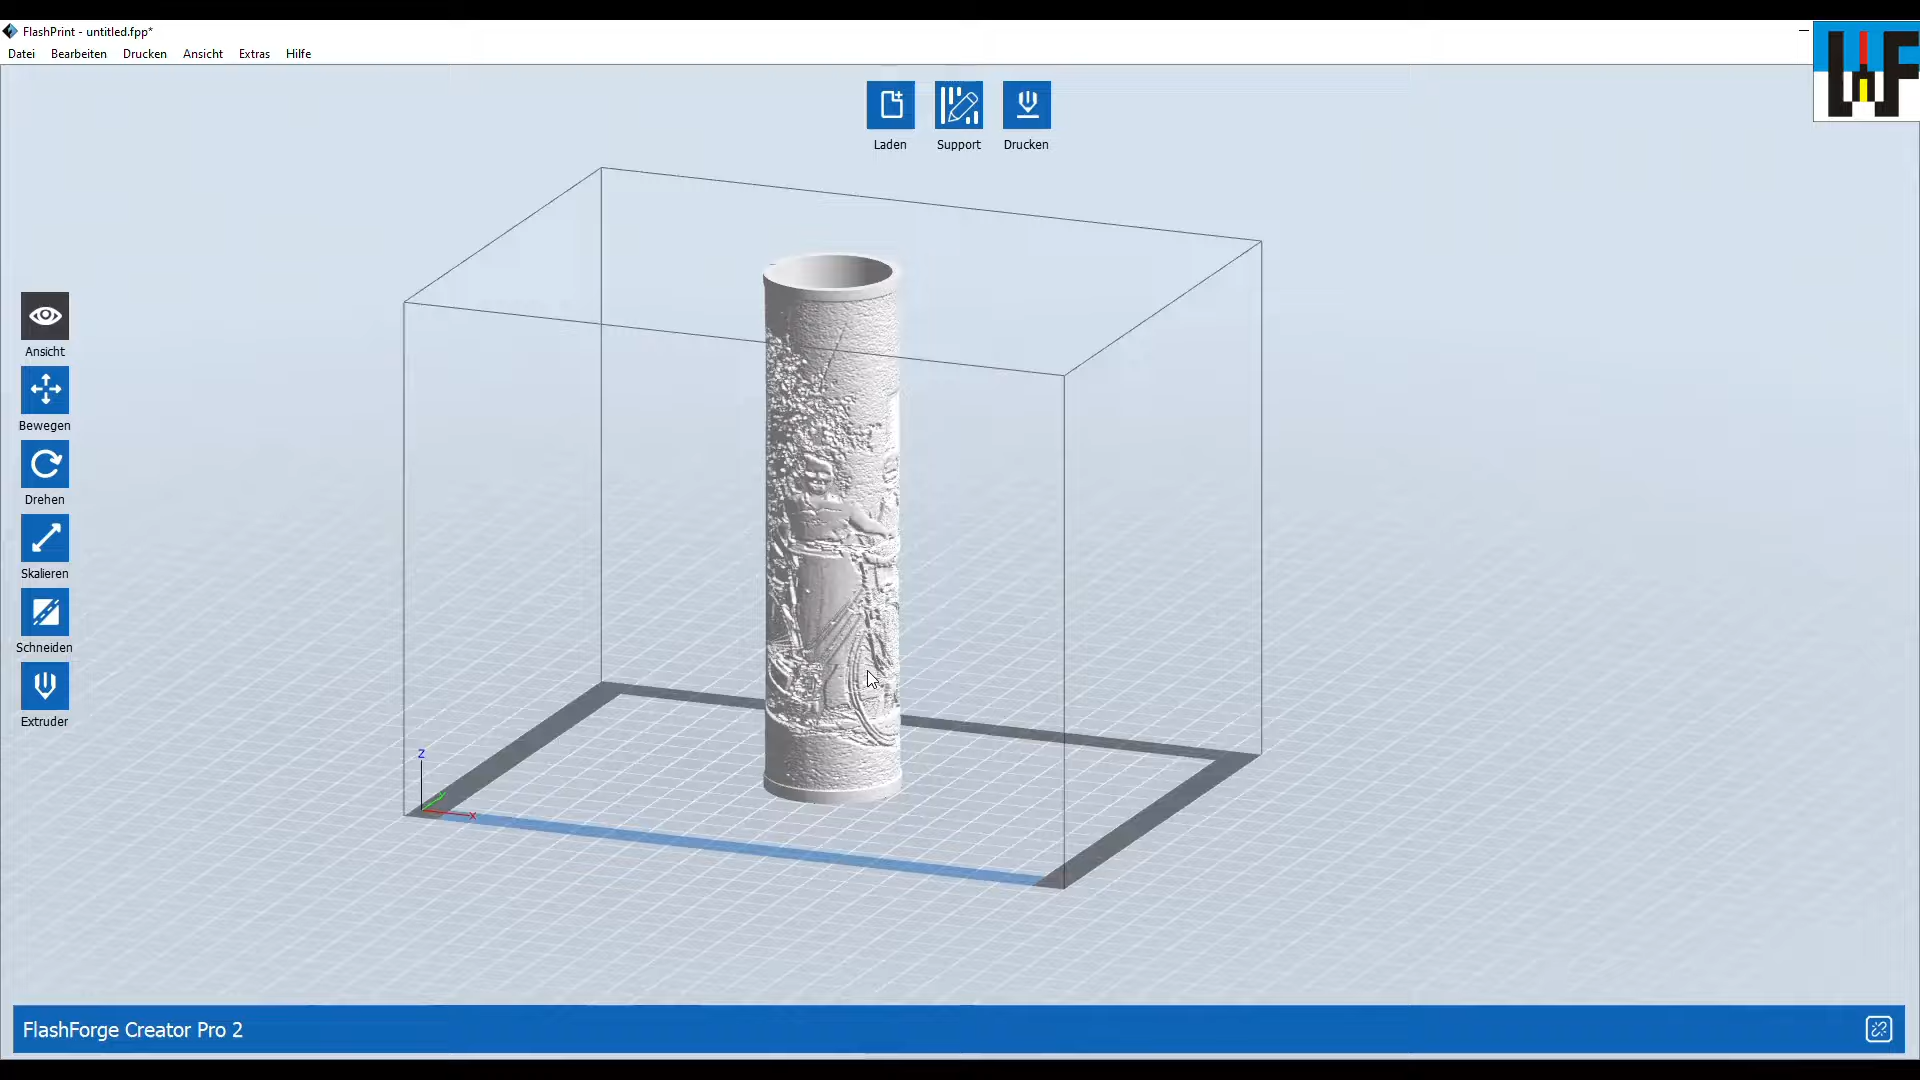 FlashPrint - untitled.fpp*
Datei Bearbeiten Drucken Ansicht Extras Hilfe
Laden Support Drucken
Ansicht
Bewegen
Drehen
Skalieren
Schneiden
Extruder
z
y
x
FlashForge Creator Pro 2